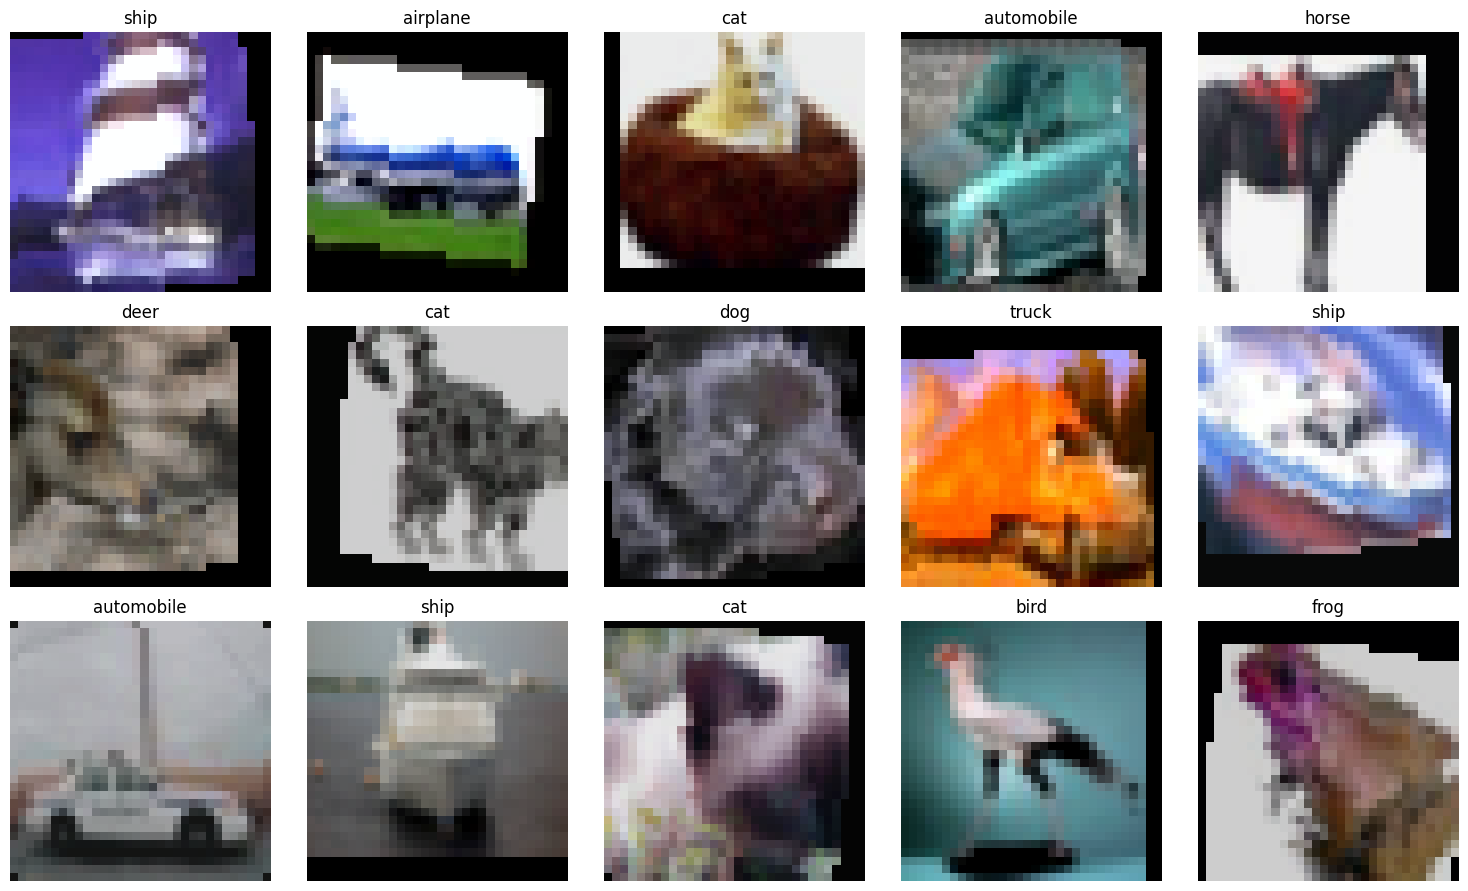 ship airplane cat automobile horse
deer cat dog truck ship
automobile ship cat bird frog